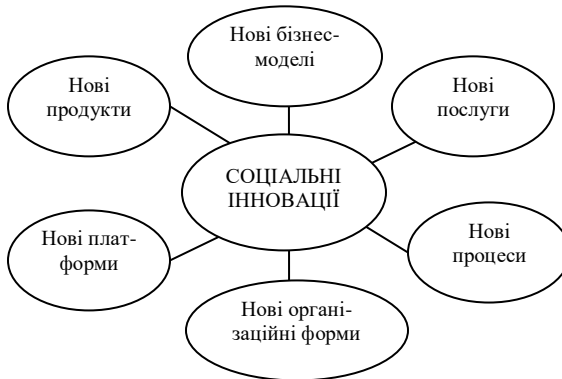 Нові бізнес-
моделі
Нові
продукти
Нові
послуги
СОЦІАЛЬНІ
ІННОВАЦІЇ
Нові плат-
форми
Нові
процеси
Нові органі-
заційні форми